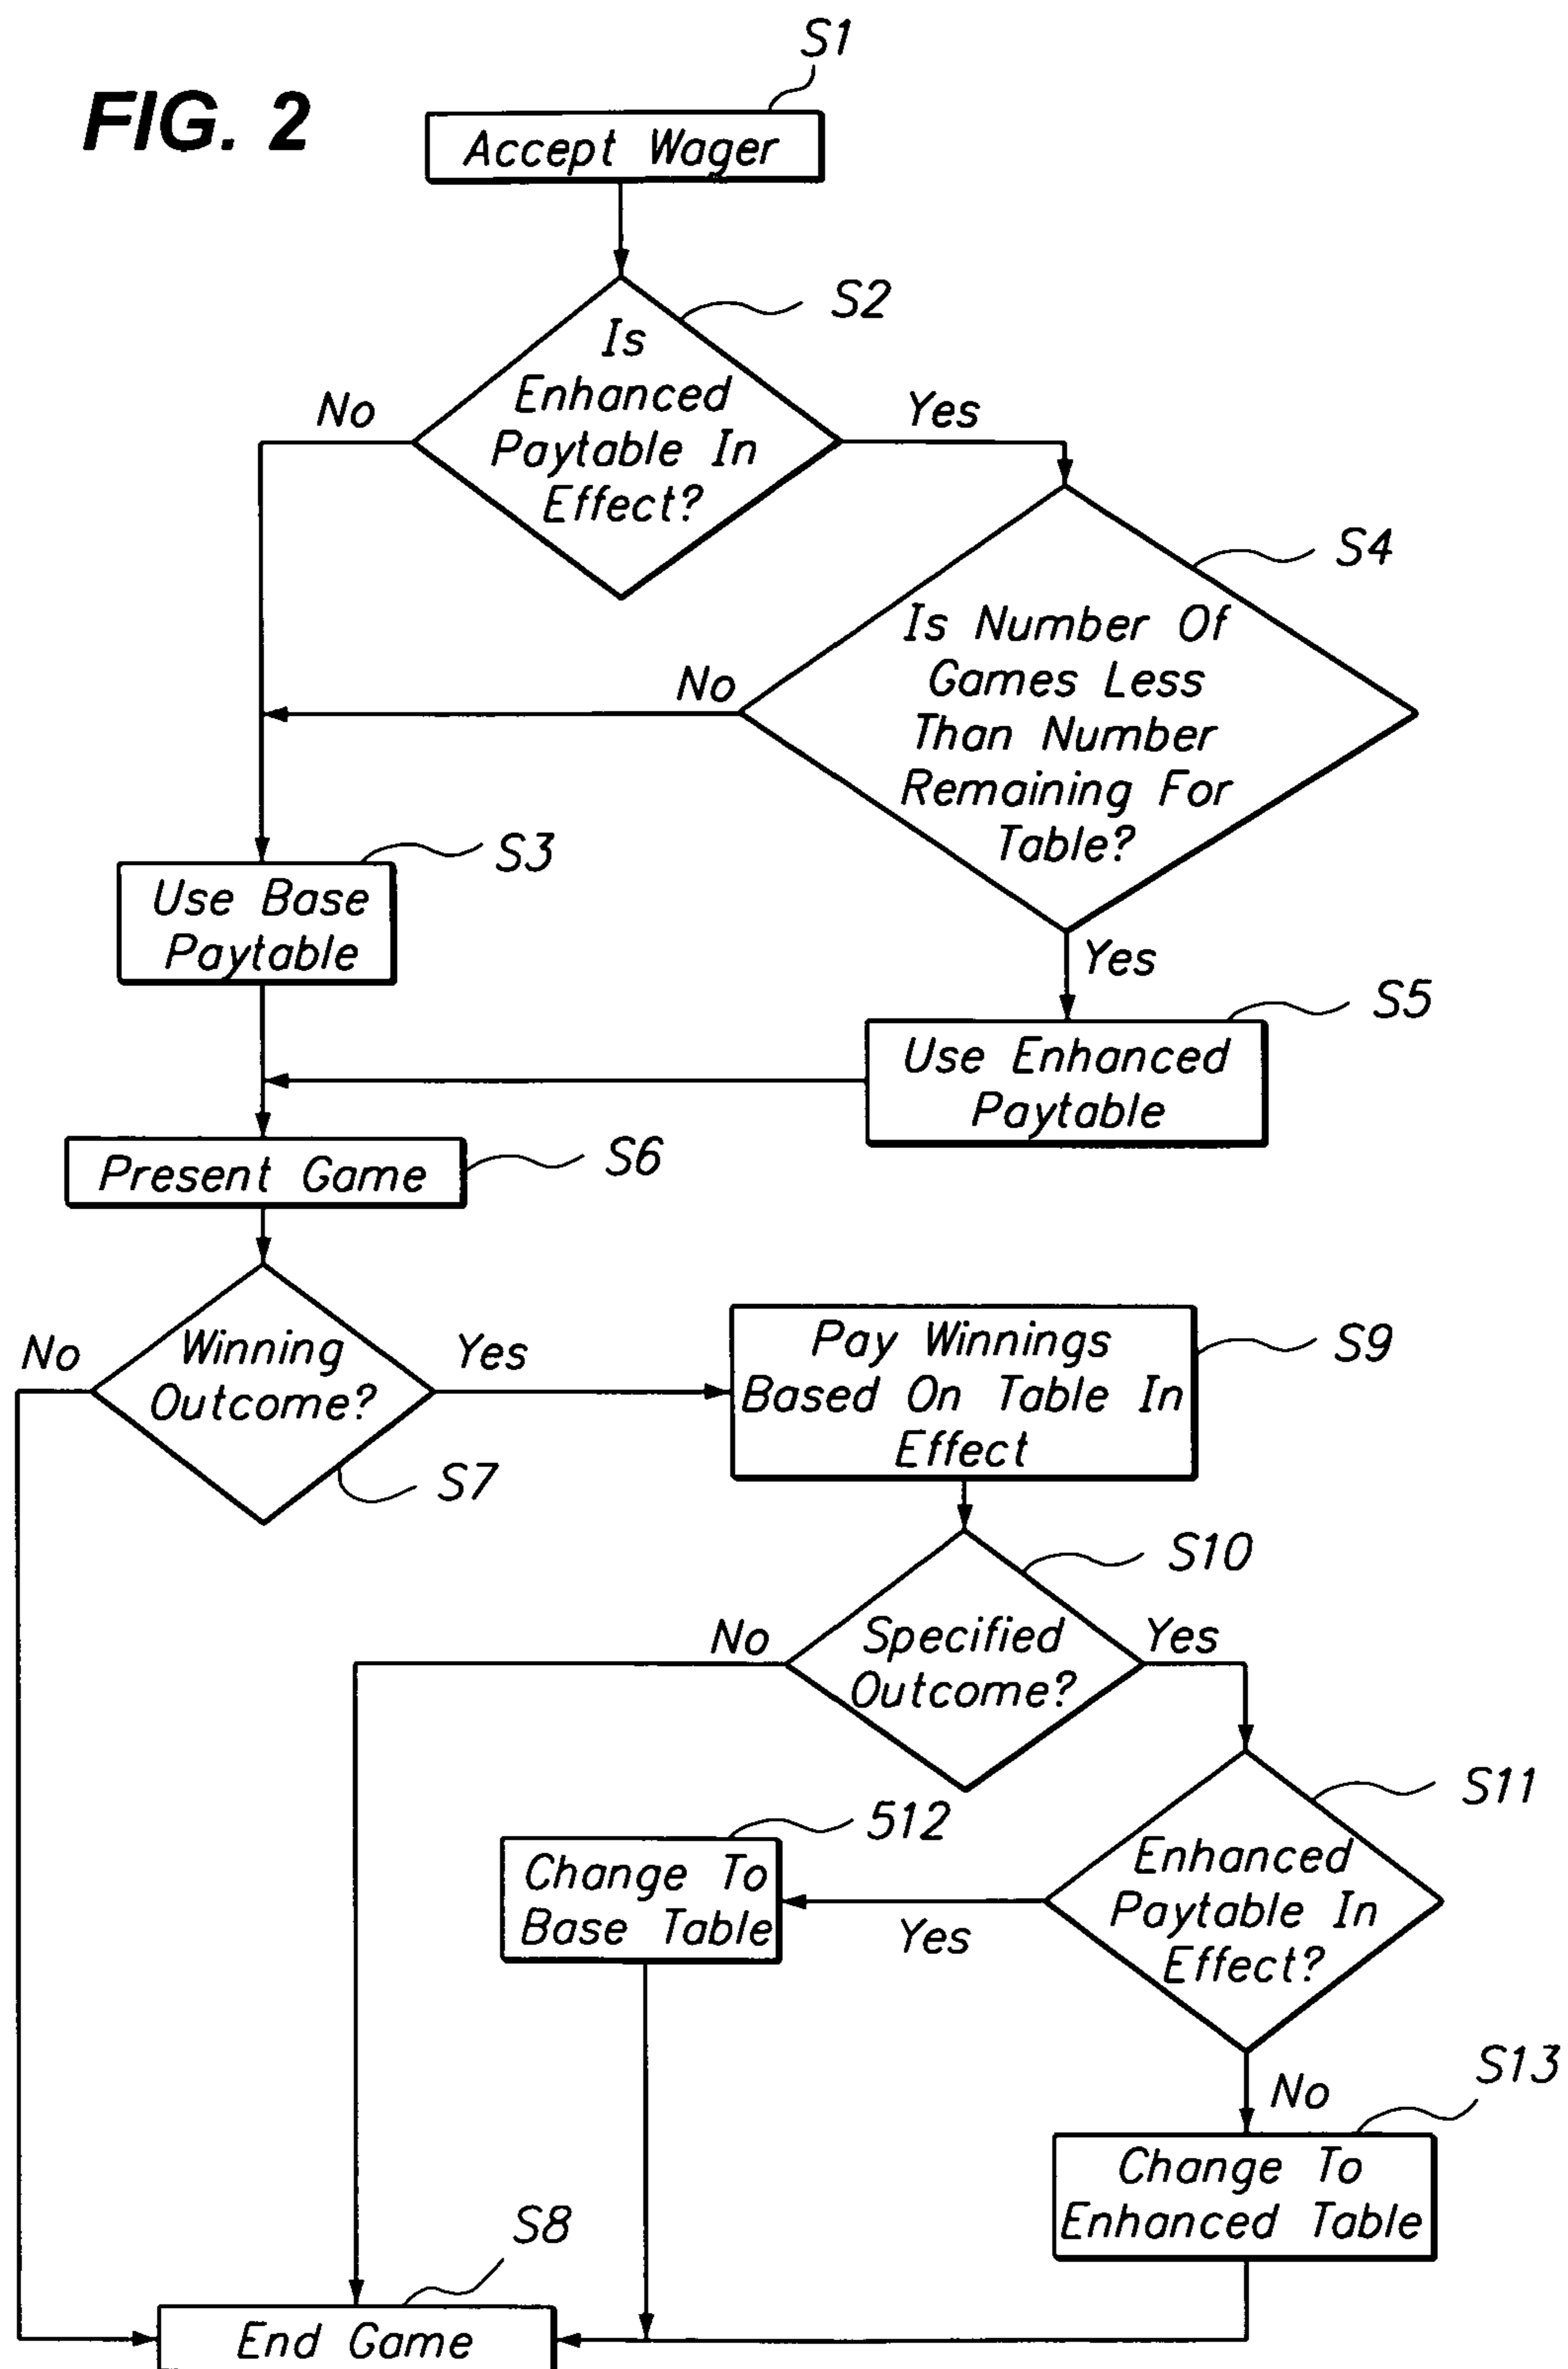 FIG. 2
S1
Accept Wager
S2
Is
Enhanced
Paytable In
Effect?
No
Yes
S4
Is Number Of
Games Less
Than Number
Remaining For
Table?
No
Yes
S3
Use Base
Paytable
S5
Use Enhanced
Paytable
S6
Present Game
Winning
Outcome?
No
Yes
S7
S9
Pay Winnings
Based On Table In
Effect
S10
Specified
Outcome?
No
Yes
S11
Enhanced
Paytable In
Effect?
Yes
No
512
Change To
Base Table
S13
Change To
Enhanced Table
S8
End Game